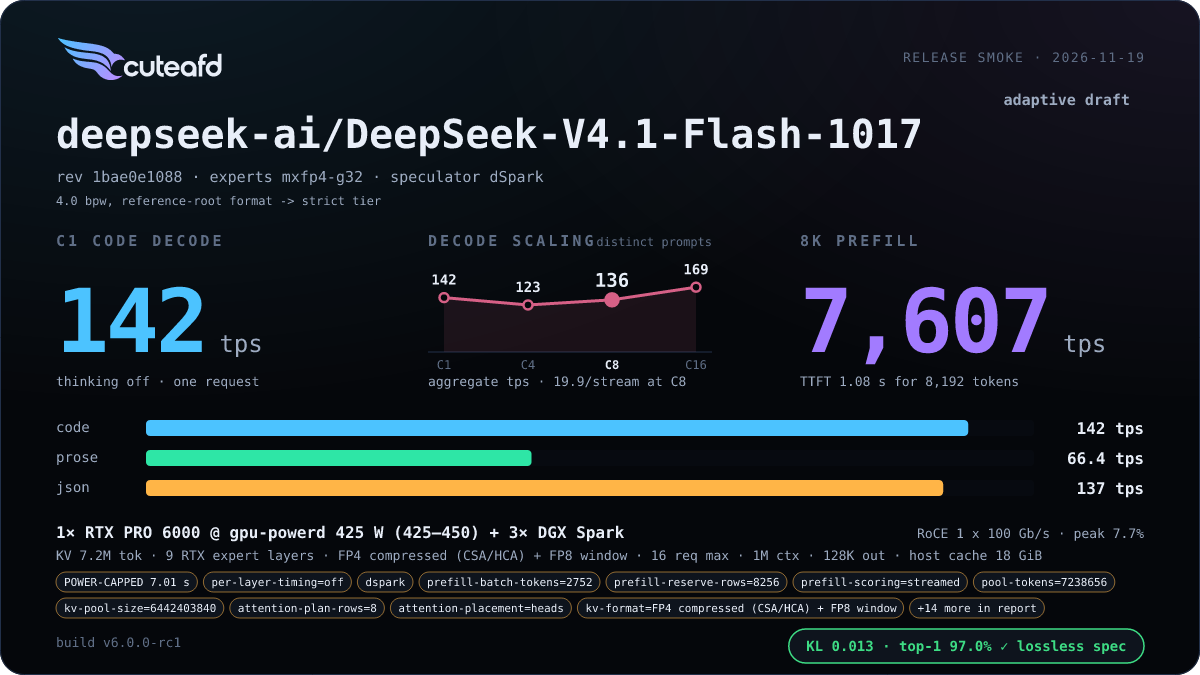 cuteafd
RELEASE SMOKE · 2026-11-19
adaptive draft
deepseek-ai/DeepSeek-V4.1-Flash-1017
rev 1bae0e1088 · experts mxfp4-g32 · speculator dSpark
4.0 bpw, reference-root format -> strict tier
C1 CODE DECODE
142 tps
thinking off · one request
DECODE SCALING distinct prompts
142 123 136 169
C1 C4 C8 C16
aggregate tps · 19.9/stream at C8
8K PREFILL
7,607 tps
TTFT 1.08 s for 8,192 tokens
code 142 tps
prose 66.4 tps
json 137 tps
1× RTX PRO 6000 @ gpu-powerd 425 W (425–450) + 3× DGX Spark
RoCE 1 x 100 Gb/s · peak 7.7%
KV 7.2M tok · 9 RTX expert layers · FP4 compressed (CSA/HCA) + FP8 window · 16 req max · 1M ctx · 128K out · host cache 18 GiB
POWER-CAPPED 7.01 s per-layer-timing=off dspark prefill-batch-tokens=2752 prefill-reserve-rows=8256 prefill-scoring=streamed pool-tokens=7238656
kv-pool-size=6442403840 attention-plan-rows=8 attention-placement=heads kv-format=FP4 compressed (CSA/HCA) + FP8 window +14 more in report
build v6.0.0-rc1
KL 0.013 · top-1 97.0% ✓ lossless spec